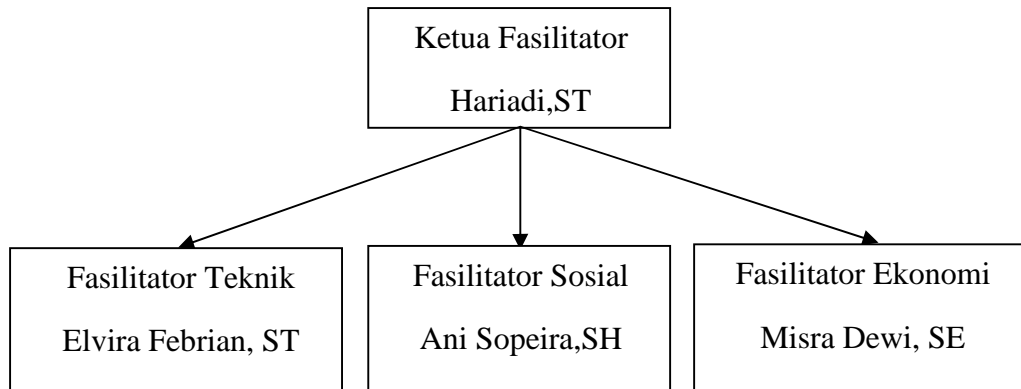 Ketua Fasilitator
Hariadi,ST
Fasilitator Teknik
Elvira Febrian, ST
Fasilitator Sosial
Ani Sopeira,SH
Fasilitator Ekonomi
Misra Dewi, SE